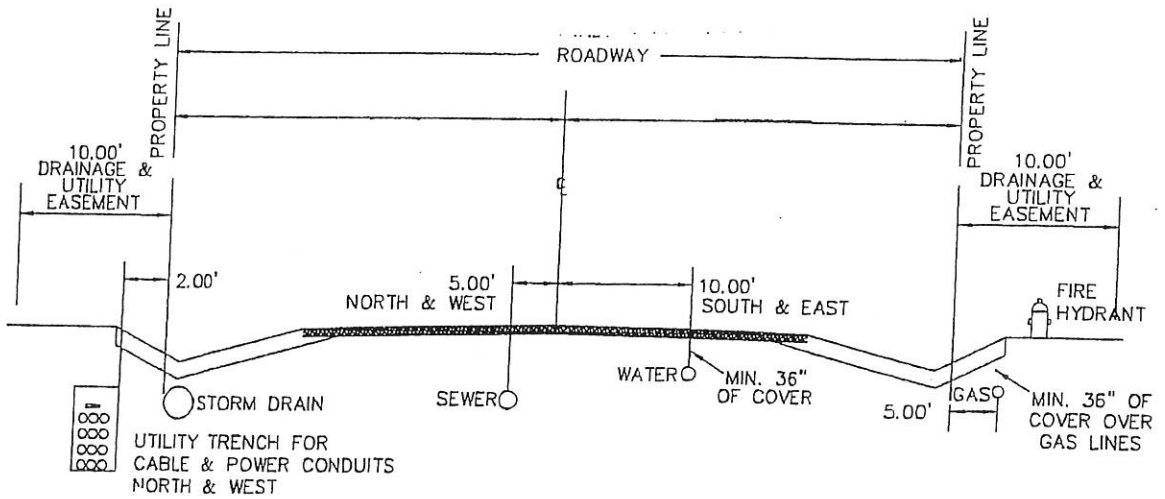 PROPERTY LINE
ROADWAY
PROPERTY LINE
10.00'
DRAINAGE &
UTILITY
EASEMENT
10.00'
DRAINAGE &
UTILITY
EASEMENT
℄
2.00'
5.00'
NORTH & WEST
10.00'
SOUTH & EAST
FIRE
HYDRANT
WATER
MIN. 36"
OF COVER
SEWER
STORM DRAIN
GAS
5.00'
MIN. 36" OF
COVER OVER
GAS LINES
UTILITY TRENCH FOR
CABLE & POWER CONDUITS
NORTH & WEST